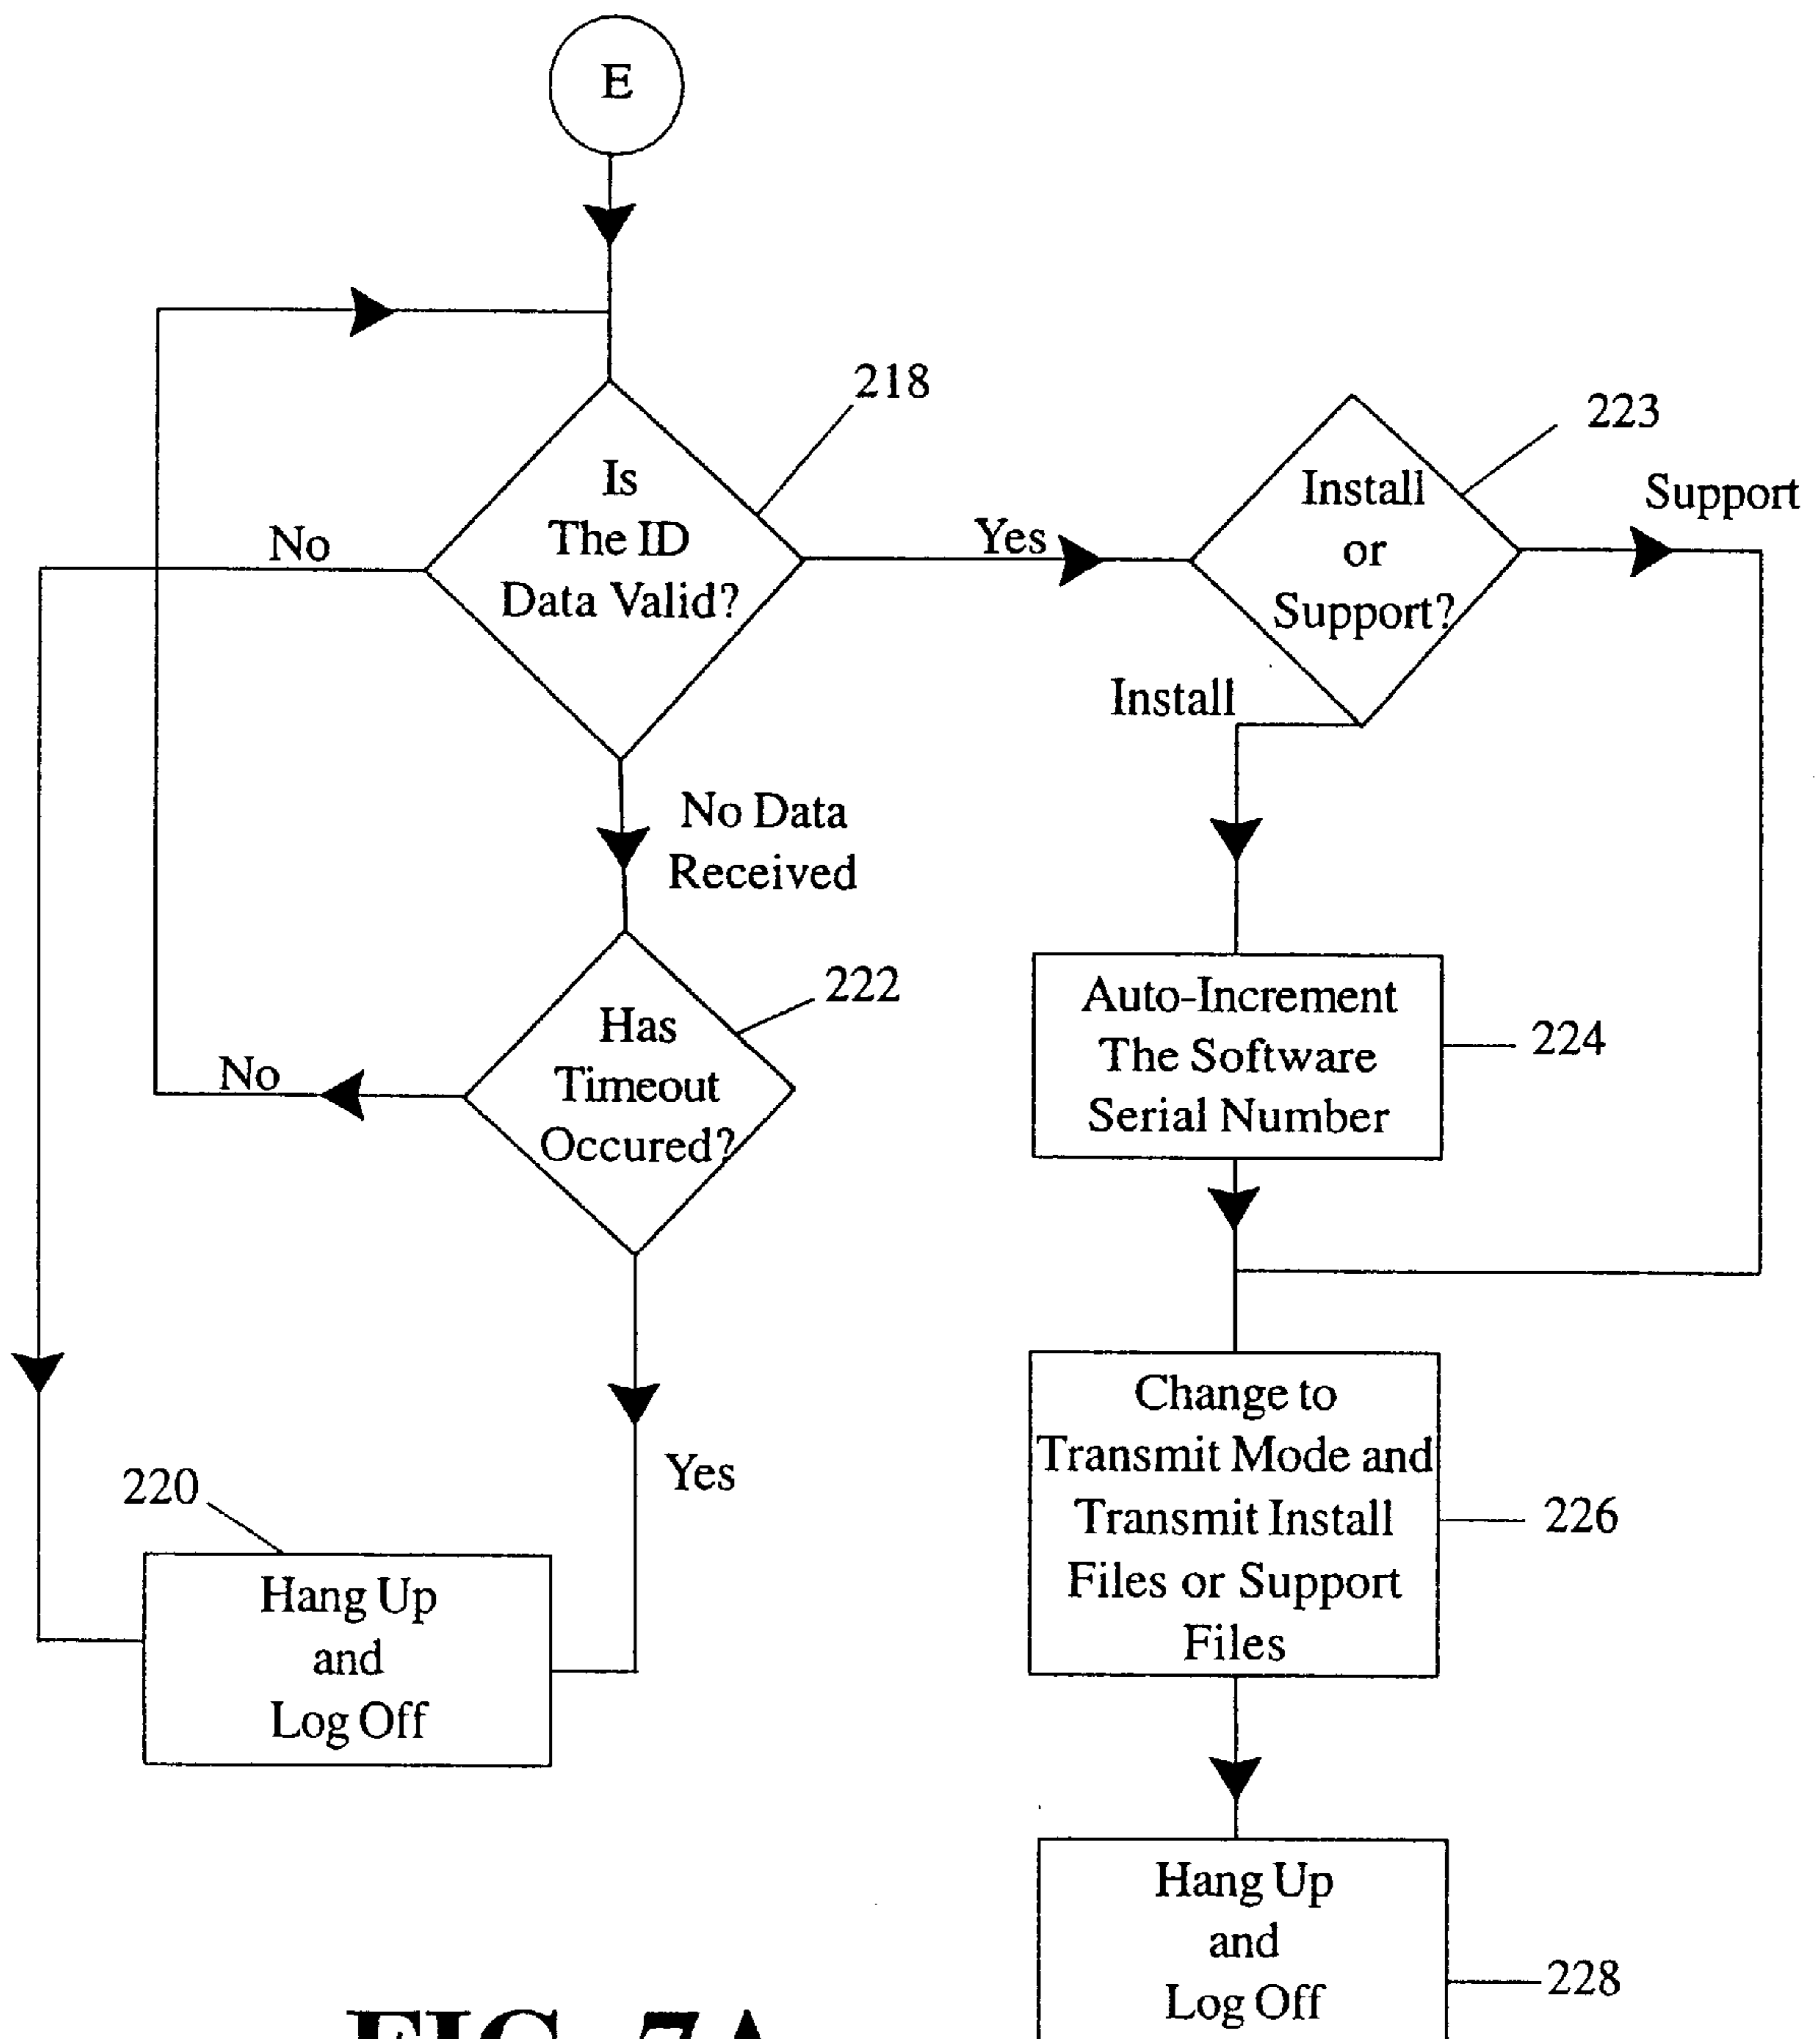 E
218
Is
The ID
Data Valid?
No
Yes
223
Install
or
Support?
Support
Install
No Data
Received
222
Has
Timeout
Occured?
No
Yes
Auto-Increment
The Software
Serial Number
224
Change to
Transmit Mode and
Transmit Install
Files or Support
Files
226
220
Hang Up
and
Log Off
Hang Up
and
Log Off
228
FIG. 7A